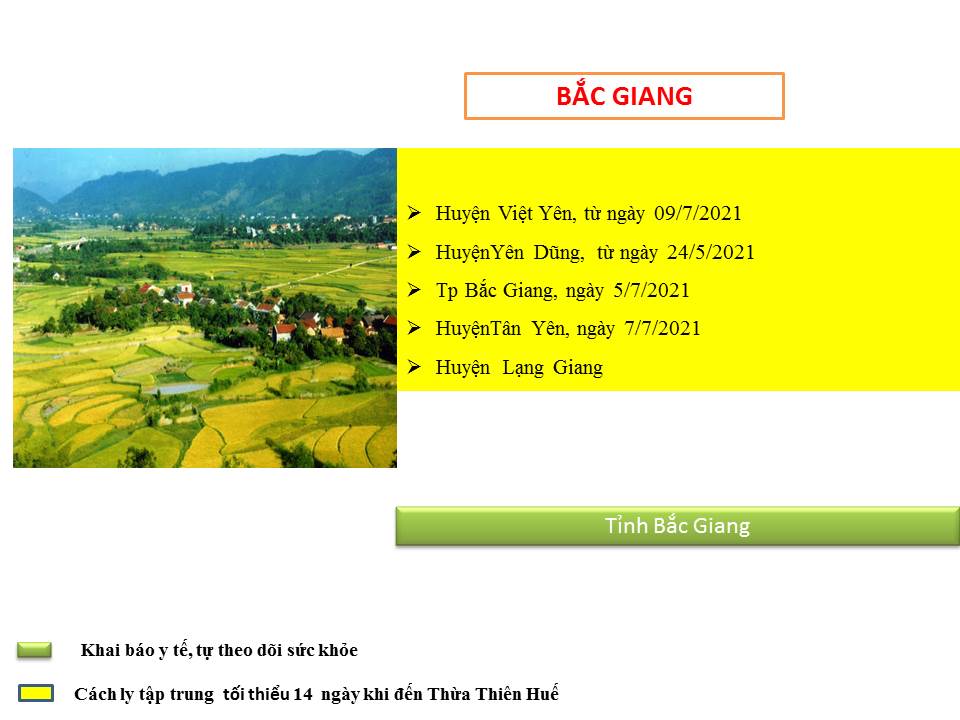 BẮC GIANG
➢ Huyện Việt Yên, từ ngày 09/7/2021
➢ HuyệnYên Dũng, từ ngày 24/5/2021
➢ Tp Bắc Giang, ngày 5/7/2021
➢ HuyệnTân Yên, ngày 7/7/2021
➢ Huyện Lạng Giang
Tỉnh Bắc Giang
Khai báo y tế, tự theo dõi sức khỏe
Cách ly tập trung tối thiểu 14 ngày khi đến Thừa Thiên Huế